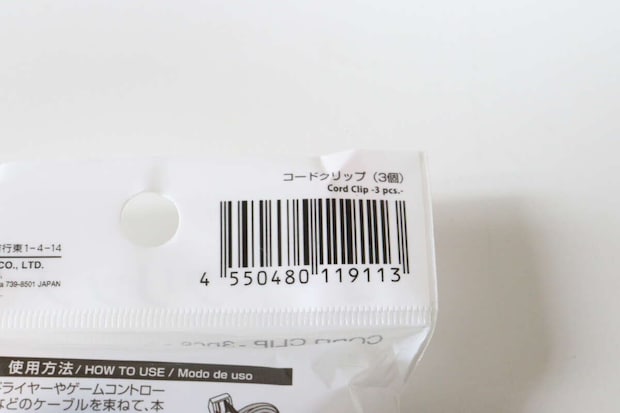 コードクリップ（3個）
Cord Clip -3 pcs.-
行東1-4-14
CO., LTD.
739-8501 JAPAN
4 550480 119113
使用方法/HOW TO USE/Modo de uso
ドライヤーやゲームコントロー
などのケーブルを束ねて、本